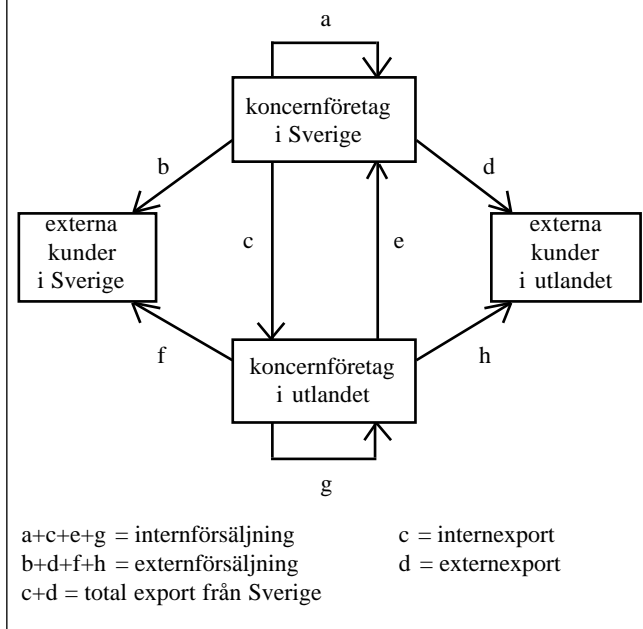 a
koncernföretag
i Sverige
b
d
externa
kunder
i Sverige
c
e
externa
kunder
i utlandet
f
koncernföretag
i utlandet
h
g
a+c+e+g = internförsäljning
c = internexport
b+d+f+h = externförsäljning
d = externexport
c+d = total export från Sverige